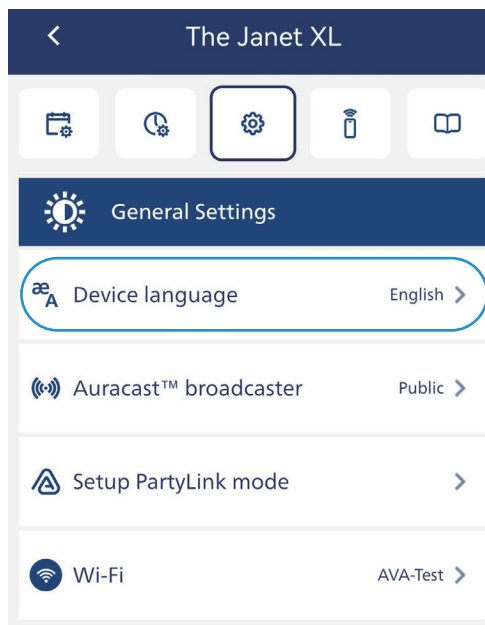 The Janet XL
General Settings
Device language English
Auracast™ broadcaster Public
Setup PartyLink mode
Wi-Fi AVA-Test